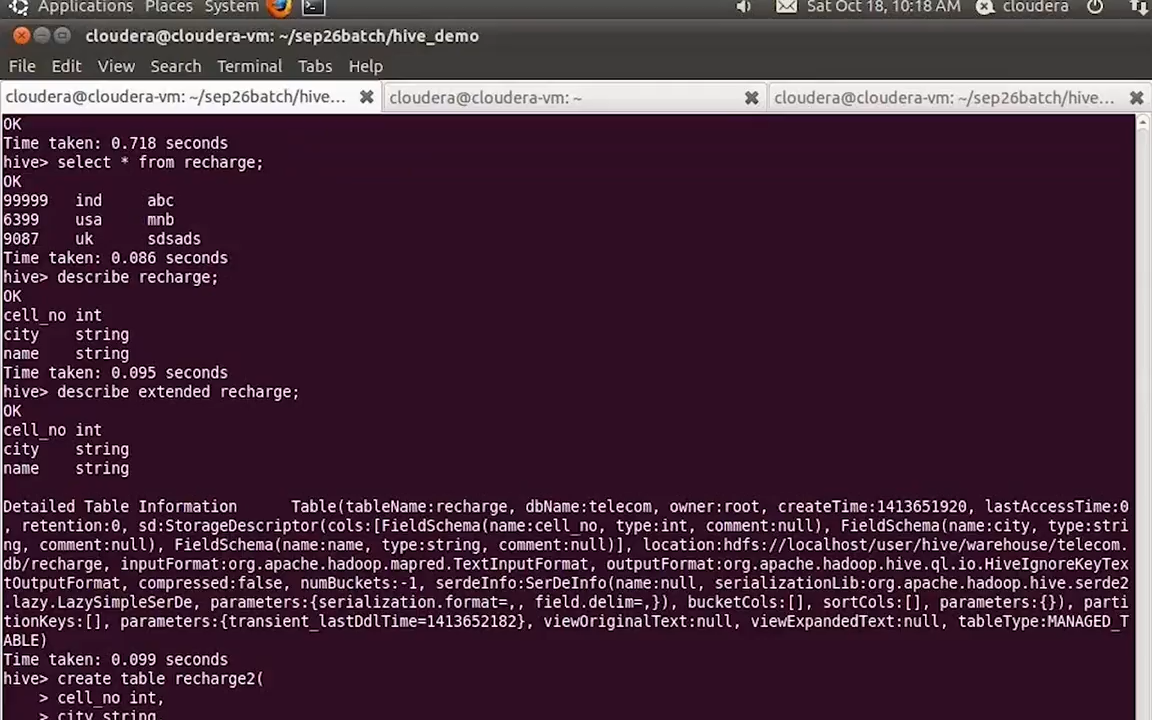 Applications Places System Sat Oct 18, 10:18 AM cloudera
cloudera@cloudera-vm: ~/sep26batch/hive_demo
File Edit View Search Terminal Tabs Help
cloudera@cloudera-vm: ~/sep26batch/hive... cloudera@cloudera-vm: ~ cloudera@cloudera-vm: ~/sep26batch/hive...
OK
Time taken: 0.718 seconds
hive> select * from recharge;
OK
99999 ind abc
6399 usa mnb
9087 uk sdsads
Time taken: 0.086 seconds
hive> describe recharge;
OK
cell_no int
city string
name string
Time taken: 0.095 seconds
hive> describe extended recharge;
OK
cell_no int
city string
name string
Detailed Table Information Table(tableName:recharge, dbName:telecom, owner:root, createTime:1413651920, lastAccessTime:0
, retention:0, sd:StorageDescriptor(cols:[FieldSchema(name:cell_no, type:int, comment:null), FieldSchema(name:city, type:stri
ng, comment:null), FieldSchema(name:name, type:string, comment:null)], location:hdfs://localhost/user/hive/warehouse/telecom.
db/recharge, inputFormat:org.apache.hadoop.mapred.TextInputFormat, outputFormat:org.apache.hadoop.hive.ql.io.HiveIgnoreKeyTex
tOutputFormat, compressed:false, numBuckets:-1, serdeInfo:SerDeInfo(name:null, serializationLib:org.apache.hadoop.hive.serde2
.lazy.LazySimpleSerDe, parameters:{serialization.format=,, field.delim=,}), bucketCols:[], sortCols:[], parameters:{}), parti
tionKeys:[], parameters:{transient_lastDdlTime=1413652182}, viewOriginalText:null, viewExpandedText:null, tableType:MANAGED_T
ABLE)
Time taken: 0.099 seconds
hive> create table recharge2(
> cell_no int,
> city string